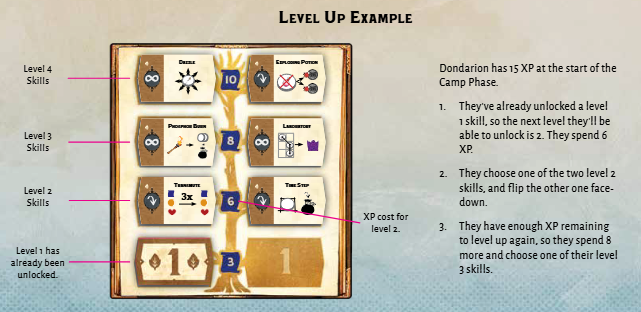 Level Up Example
Level 4
Skills
Dazzle
10
Exploding Potion
Level 3
Skills
Phosphor Burn
8
Laboratory
Level 2
Skills
Transmute
3x
6
Time Step
XP cost for
level 2.
Level 1 has
already been
unlocked.
1
3
1
Dondarion has 15 XP at the start of the
Camp Phase.
1. They've already unlocked a level
1 skill, so the next level they'll be
able to unlock is 2. They spend 6
XP.
2. They choose one of the two level 2
skills, and flip the other one face-
down.
3. They have enough XP remaining
to level up again, so they spend 8
more and choose one of their level
3 skills.